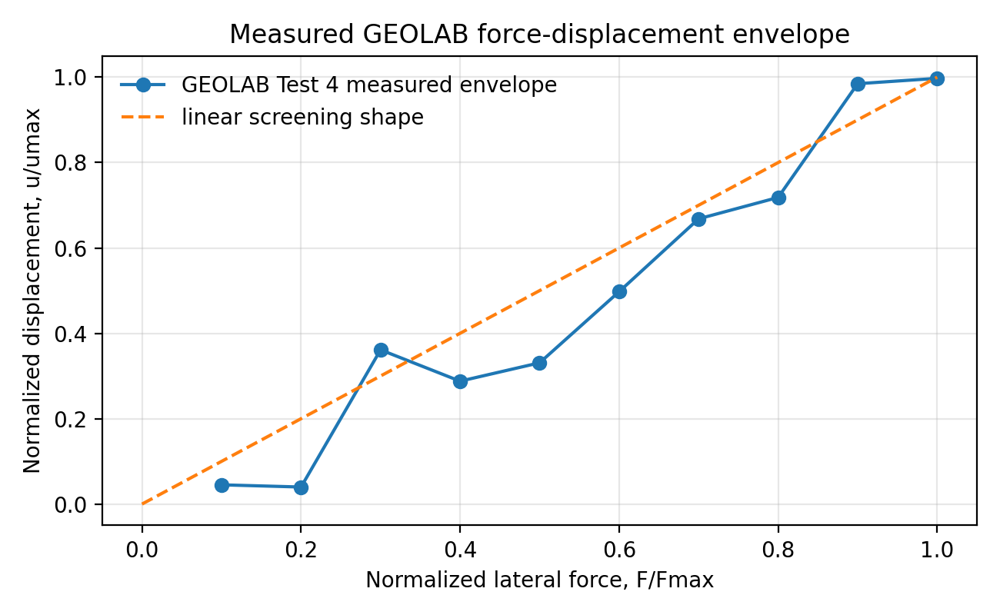 Measured GEOLAB force-displacement envelope
GEOLAB Test 4 measured envelope
linear screening shape
Normalized displacement, u/umax
1.0
0.8
0.6
0.4
0.2
0.0
0.0 0.2 0.4 0.6 0.8 1.0
Normalized lateral force, F/Fmax